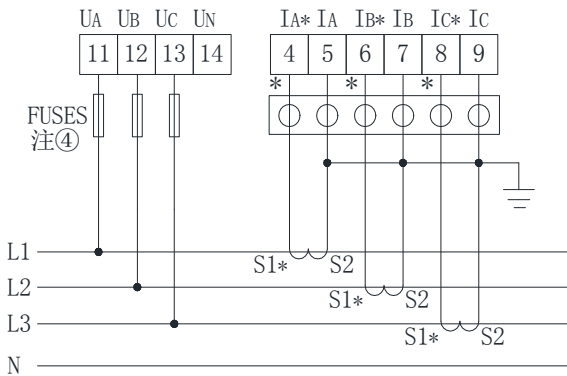 UA UB UC UN IA* IA IB* IB IC* IC
11 12 13 14 4 5 6 7 8 9
* * *
FUSES
注④
L1
S1* S2
L2
S1* S2
L3
S1* S2
N